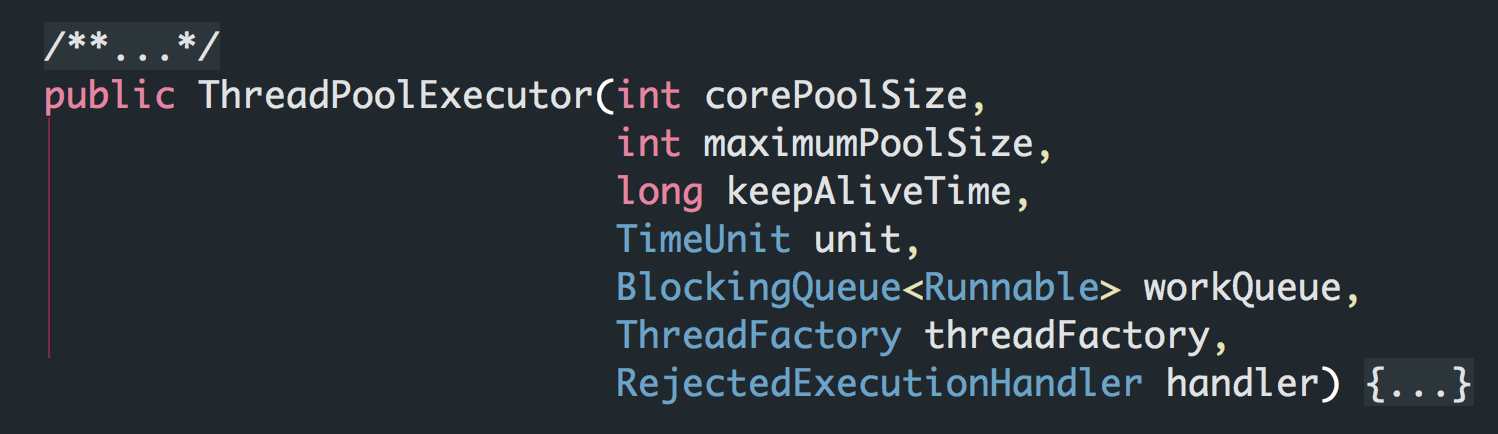 /**...*/
public ThreadPoolExecutor(int corePoolSize,
int maximumPoolSize,
long keepAliveTime,
TimeUnit unit,
BlockingQueue<Runnable> workQueue,
ThreadFactory threadFactory,
RejectedExecutionHandler handler) {...}